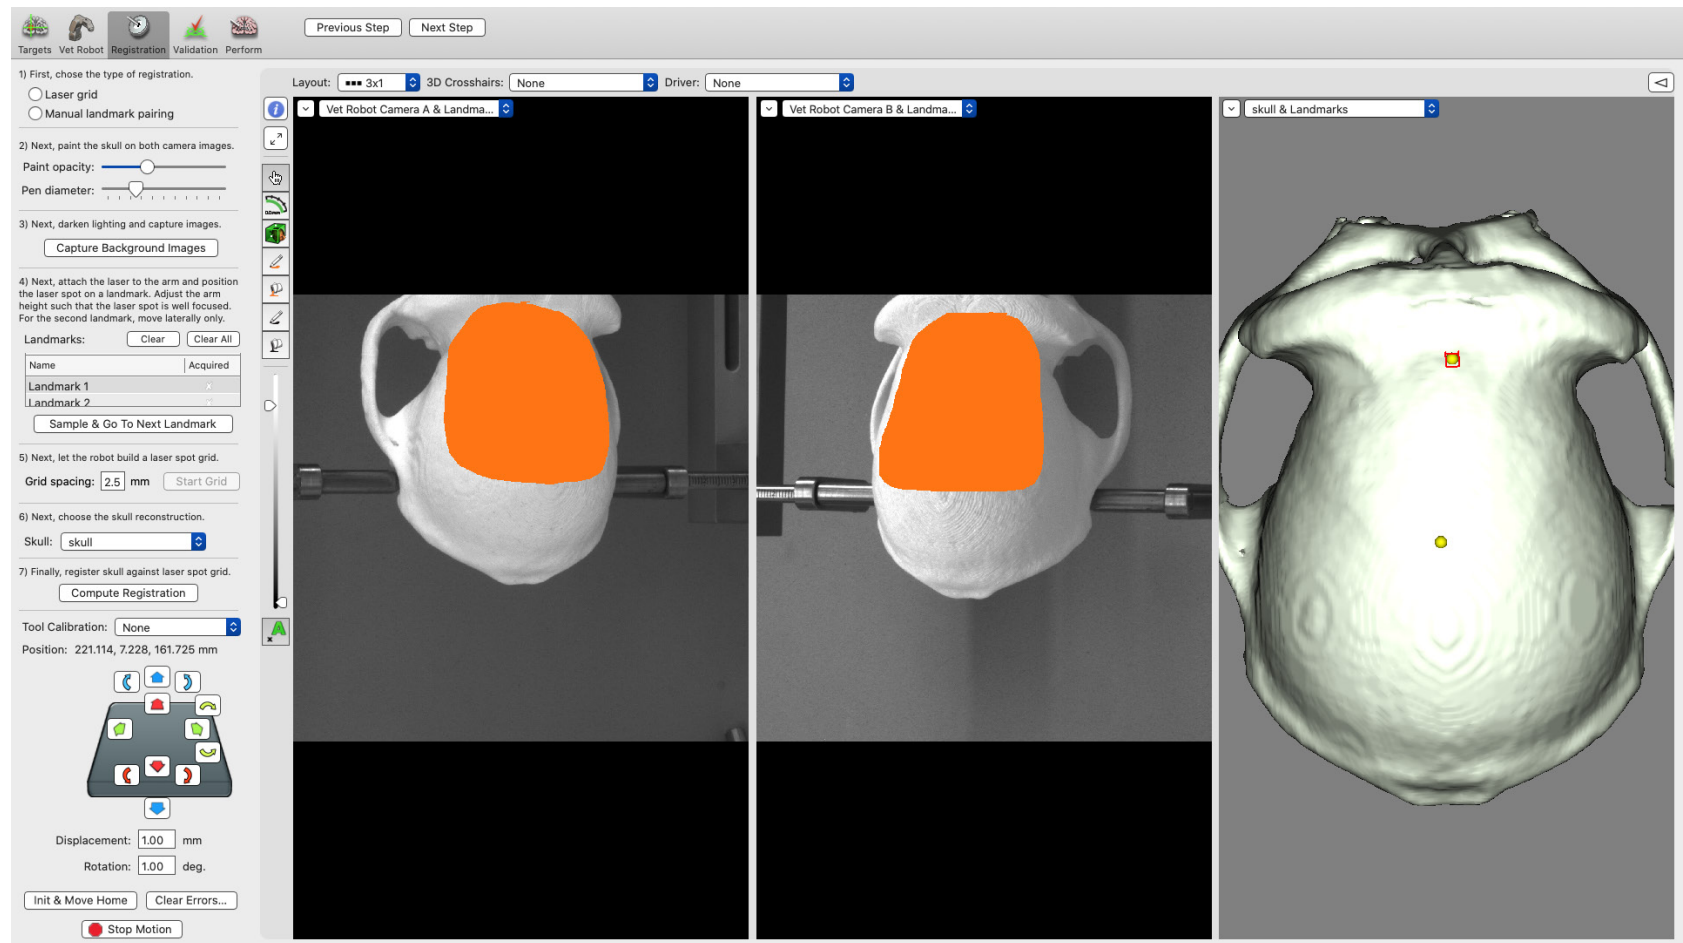 Previous Step
Next Step
Targets
Vet Robot
Registration
Validation
Perform
1) First, chose the type of registration.
Laser grid
Manual landmark pairing
2) Next, paint the skull on both camera images.
Paint opacity:
Pen diameter:
3) Next, darken lighting and capture images.
Capture Background Images
4) Next, attach the laser to the arm and position
the laser spot on a landmark. Adjust the arm
height such that the laser spot is well focused.
For the second landmark, move laterally only.
Landmarks:
Clear
Clear All
Name
Acquired
Landmark 1
Landmark 2
Sample & Go To Next Landmark
5) Next, let the robot build a laser spot grid.
Grid spacing: 2.5 mm
Start Grid
6) Next, choose the skull reconstruction.
Skull: skull
7) Finally, register skull against laser spot grid.
Compute Registration
Tool Calibration: None
Position: 221.114, 7.228, 161.725 mm
Displacement: 1.00 mm
Rotation: 1.00 deg.
Init & Move Home
Clear Errors...
Stop Motion
Layout: 3x1
3D Crosshairs: None
Driver: None
Vet Robot Camera A & Landma...
Vet Robot Camera B & Landma...
skull & Landmarks